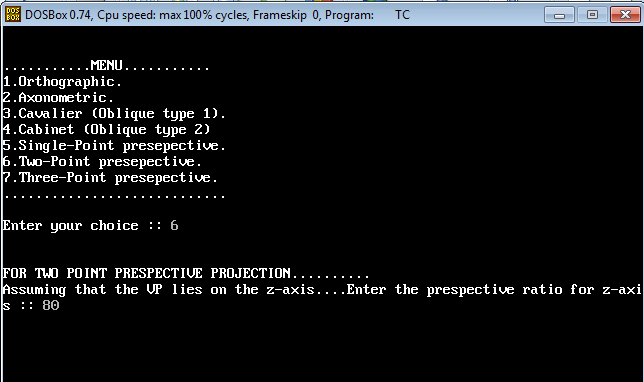 DOS
BOX
DOSBox 0.74, Cpu speed: max 100% cycles, Frameskip 0, Program: TC
...........MENU...........
1.Orthographic.
2.Axonometric.
3.Cavalier (Oblique type 1).
4.Cabinet (Oblique type 2)
5.Single-Point presepective.
6.Two-Point presepective.
7.Three-Point presepective.
............................
Enter your choice :: 6
FOR TWO POINT PRESPECTIVE PROJECTION..........
Assuming that the VP lies on the z-axis....Enter the prespective ratio for z-axi
s :: 80